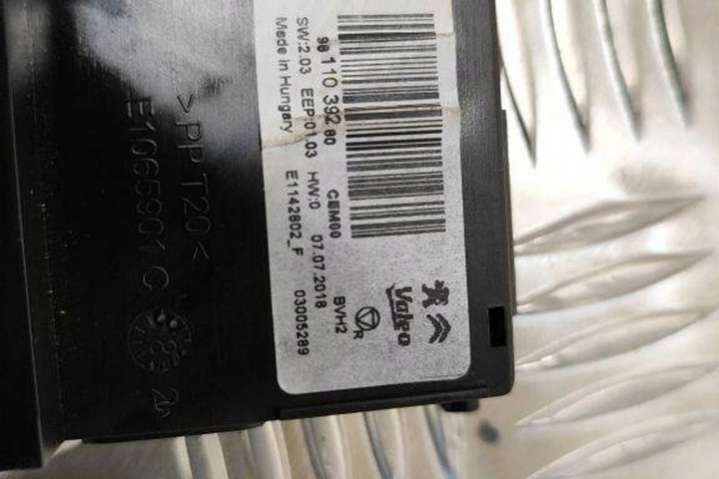 Valeo
98 110 392 80 CEM00 BVH2
SW:2.03 EEP:01.03 HW:0 07.07.2018
Made in Hungary E1142802_F 03005289
R
>PP T20<
E1065901 C